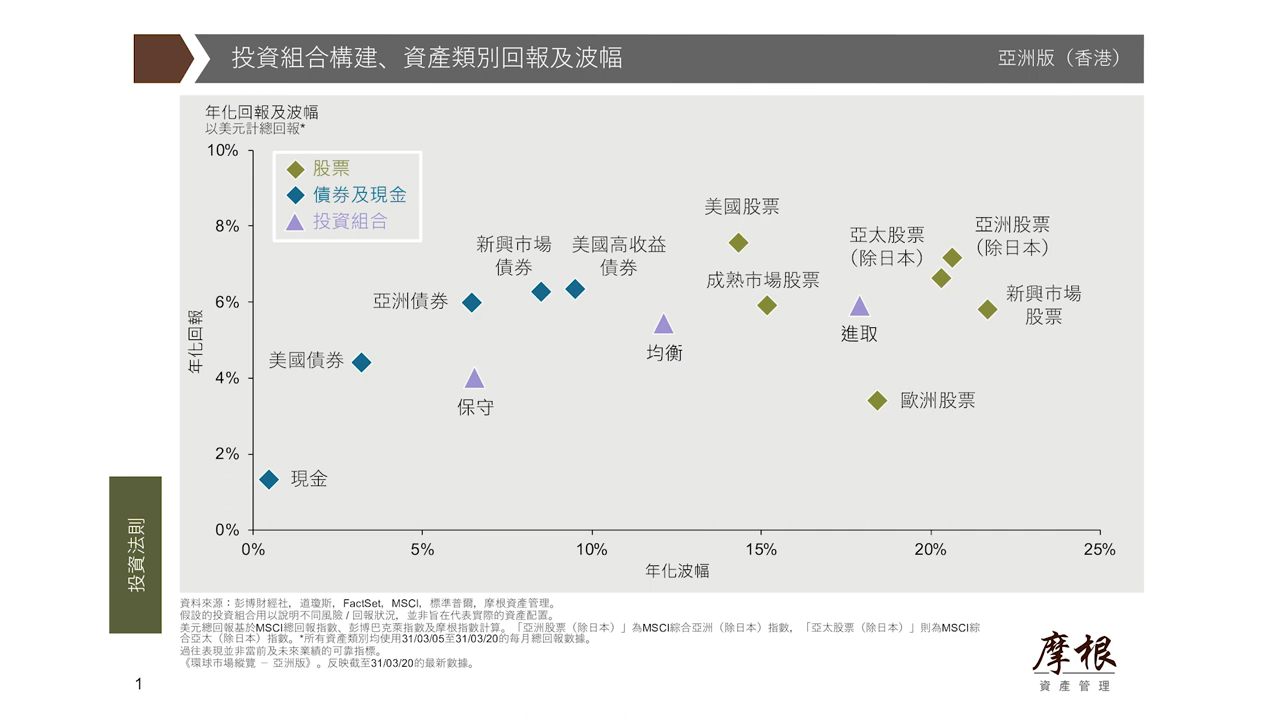 投資組合構建、資產類別回報及波幅
亞洲版（香港）
年化回報及波幅
以美元計總回報*
10%
8%
6%
4%
2%
0%
年化回報
股票
債券及現金
投資組合
美國股票
亞太股票
（除日本）
亞洲股票
（除日本）
新興市場
債券
美國高收益
債券
成熟市場股票
亞洲債券
新興市場
股票
進取
均衡
美國債券
保守
歐洲股票
現金
0%
5%
10%
15%
20%
25%
年化波幅
投資法則
資料來源：彭博財經社，道瓊斯，FactSet，MSCI，標準普爾，摩根資產管理。
假設的投資組合用以說明不同風險 / 回報狀況，並非旨在代表實際的資產配置。
美元總回報基於MSCI總回報指數、彭博巴克萊指數及摩根指數計算。「亞洲股票（除日本）」為MSCI綜合亞洲（除日本）指數，「亞太股票（除日本）」則為MSCI綜
合亞太（除日本）指數。*所有資產類別均使用31/03/05至31/03/20的每月總回報數據。
過往表現並非當前及未來業績的可靠指標。
《環球市場縱覽 － 亞洲版》。反映截至31/03/20的最新數據。
摩根
資產管理
1